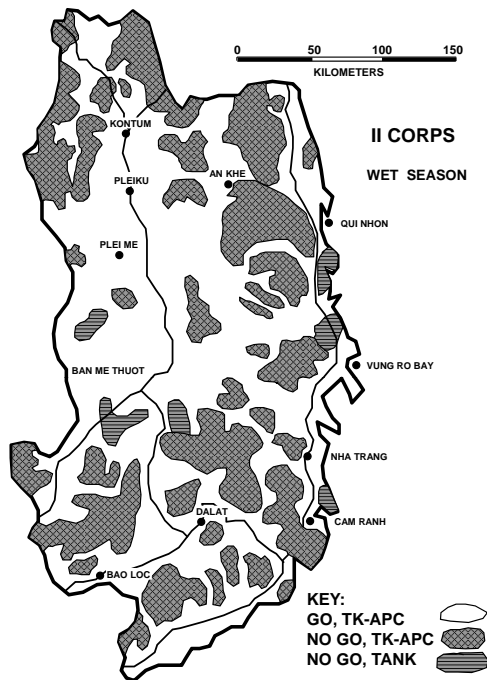 0 50 100 150
KILOMETERS
II CORPS
WET SEASON
KONTUM
PLEIKU
AN KHE
QUI NHON
PLEI ME
BAN ME THUOT
VUNG RO BAY
NHA TRANG
DALAT
CAM RANH
BAO LOC
KEY:
GO, TK-APC
NO GO, TK-APC
NO GO, TANK